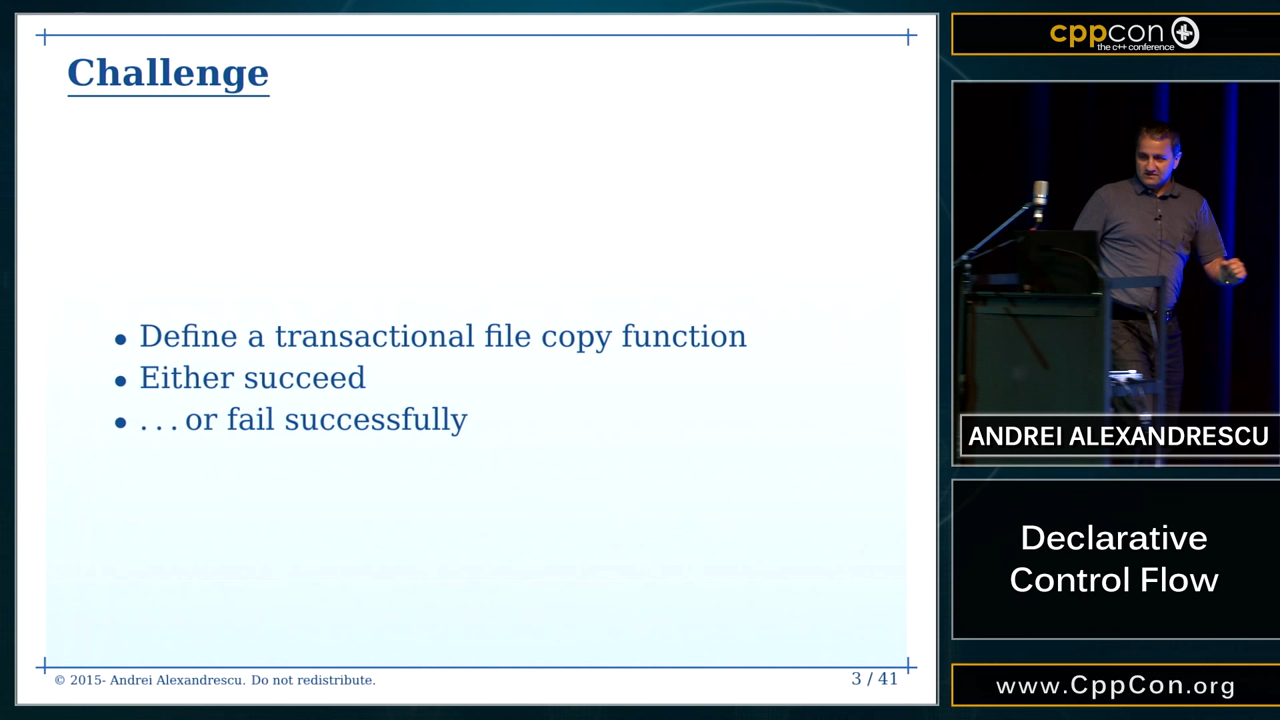 Challenge
• Define a transactional file copy function
• Either succeed
• . . . or fail successfully
© 2015- Andrei Alexandrescu. Do not redistribute.
3 / 41
cppcon
the c++ conference
ANDREI ALEXANDRESCU
Declarative
Control Flow
www.CppCon.org